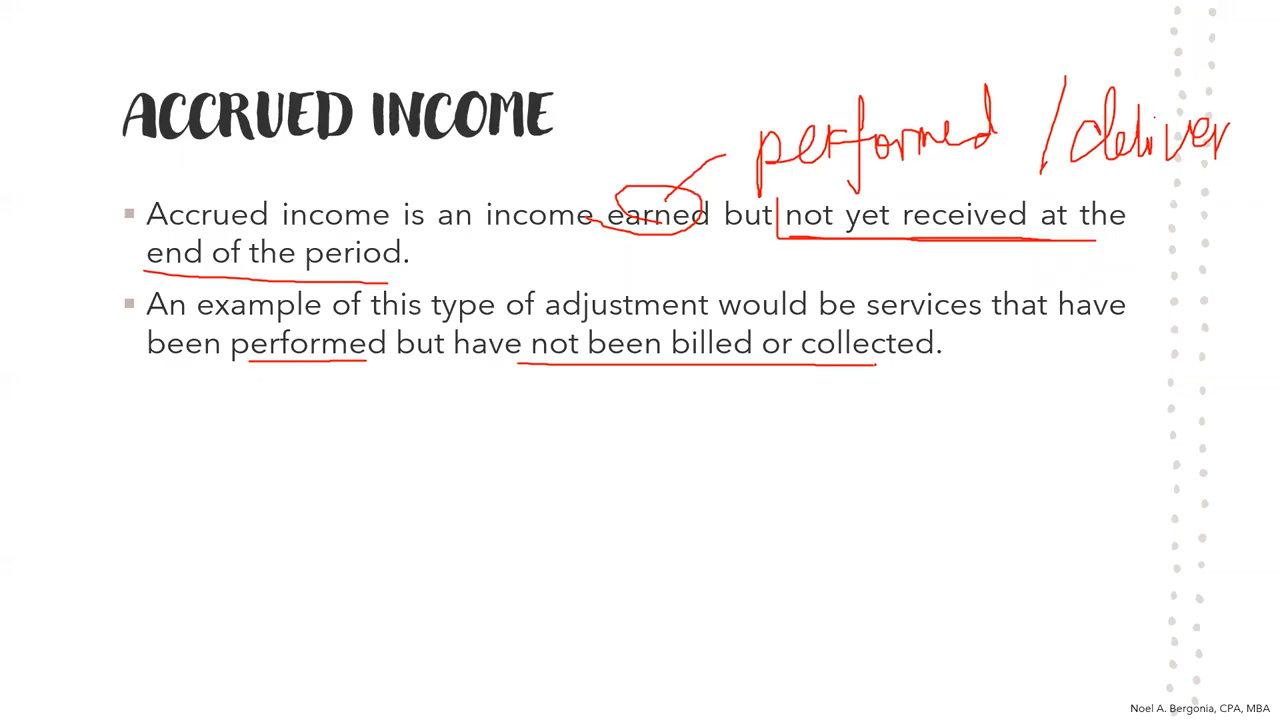 ACCRUED INCOME
performed / deliver
▪ Accrued income is an income earned but not yet received at the
end of the period.
▪ An example of this type of adjustment would be services that have
been performed but have not been billed or collected.
Noel A. Bergonia, CPA, MBA